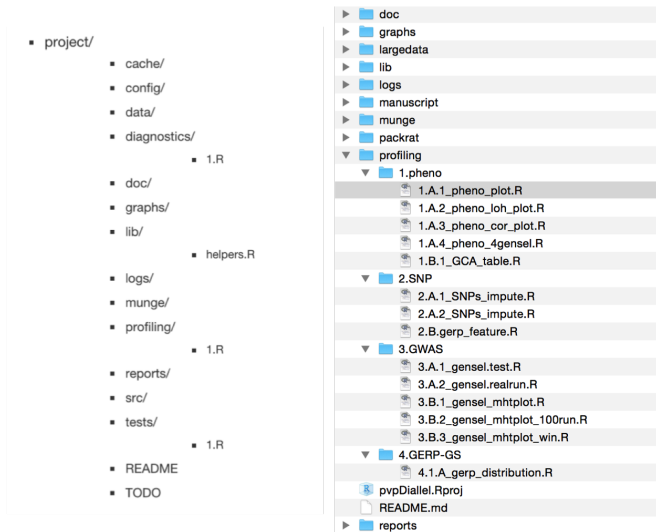 project/
cache/
config/
data/
diagnostics/
1.R
doc/
graphs/
lib/
helpers.R
logs/
munge/
profiling/
1.R
reports/
src/
tests/
1.R
README
TODO
doc
graphs
largedata
lib
logs
manuscript
munge
packrat
profiling
1.pheno
1.A.1_pheno_plot.R
1.A.2_pheno_loh_plot.R
1.A.3_pheno_cor_plot.R
1.A.4_pheno_4gensel.R
1.B.1_GCA_table.R
2.SNP
2.A.1_SNPs_impute.R
2.A.2_SNPs_impute.R
2.B.gerp_feature.R
3.GWAS
3.A.1_gensel.test.R
3.A.2_gensel.realrun.R
3.B.1_gensel_mhtplot.R
3.B.2_gensel_mhtplot_100run.R
3.B.3_gensel_mhtplot_win.R
4.GERP-GS
4.1.A_gerp_distribution.R
pvpDiallel.Rproj
README.md
reports